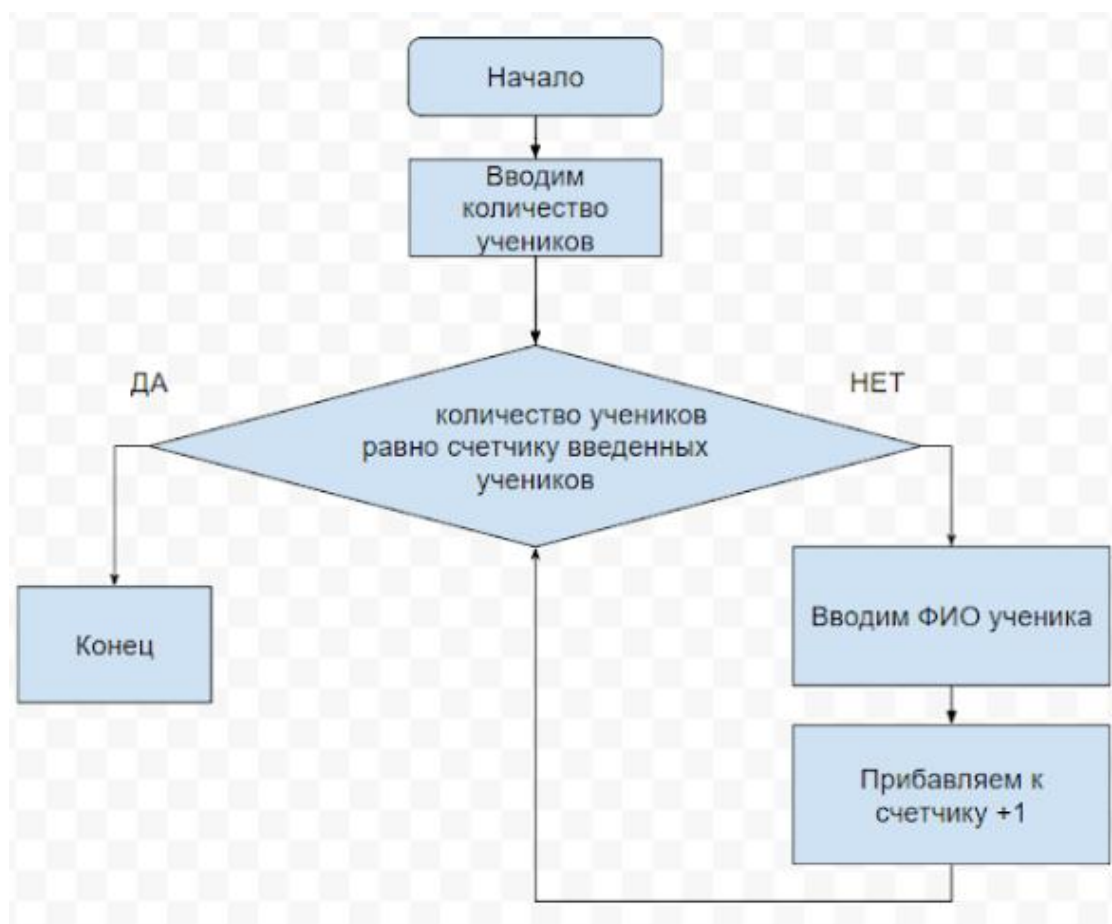 Начало
Вводим
количество
учеников
ДА
НЕТ
количество учеников
равно счетчику введенных
учеников
Вводим ФИО ученика
Конец
Прибавляем к
счетчику +1